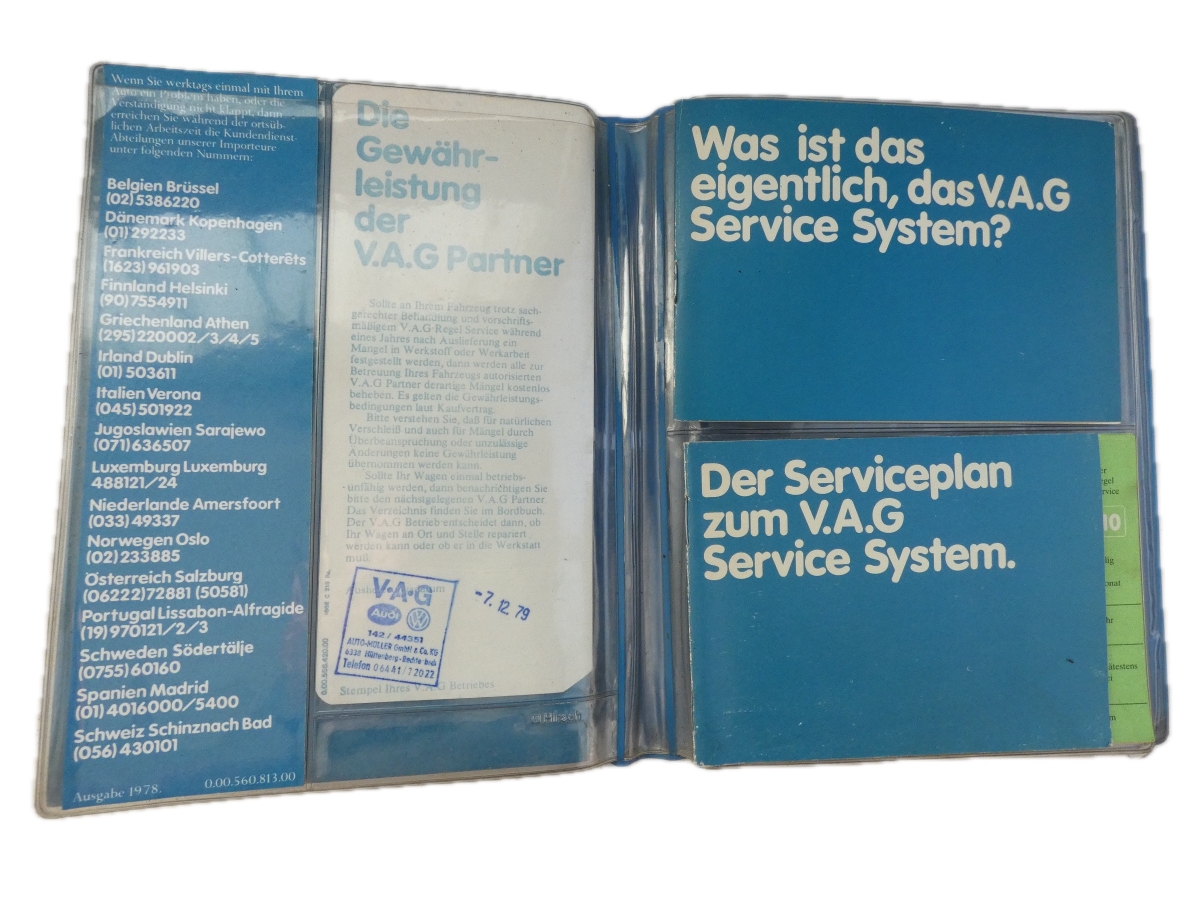 Wenn Sie werktags einmal mit Ihrem
Auto ein Problem haben, oder die
Verständigung nicht klappt, dann
erreichen Sie während der ortsüb-
lichen Arbeitszeit die Kundendienst-
Abteilungen unserer Importeure
unter folgenden Nummern:
Belgien Brüssel
(02) 5386220
Dänemark Kopenhagen
(01) 292233
Frankreich Villers-Cotterêts
(1623) 961903
Finnland Helsinki
(90) 7554911
Griechenland Athen
(295) 220002/3/4/5
Irland Dublin
(01) 503611
Italien Verona
(045) 501922
Jugoslawien Sarajewo
(071) 636507
Luxemburg Luxemburg
488121/24
Niederlande Amersfoort
(033) 49337
Norwegen Oslo
(02) 233885
Österreich Salzburg
(06222) 72881 (50581)
Portugal Lissabon-Alfragide
(19) 970121/2/3
Schweden Södertälje
(0755) 60160
Spanien Madrid
(01) 4016000/5400
Schweiz Schinznach Bad
(056) 430101
Ausgabe 1978. 0.00.560.813.00
Die
Gewähr-
leistung
der
V.A.G Partner
Sollte an Ihrem Fahrzeug trotz sach-
gerechter Behandlung und vorschrifts-
mäßigem V.A.G Regel Service während
eines Jahres nach Auslieferung ein
Mangel in Werkstoff oder Werkarbeit
festgestellt werden, dann werden alle zur
Betreuung Ihres Fahrzeugs autorisierten
V.A.G Partner derartige Mängel kostenlos
beheben. Es gelten die Gewährleistungs-
bedingungen laut Kaufvertrag.
Bitte verstehen Sie, daß für natürlichen
Verschleiß und auch für Mängel durch
Überbeanspruchung oder unzulässige
Änderungen keine Gewährleistung
übernommen werden kann.
Sollte Ihr Wagen einmal betriebs-
unfähig werden, dann benachrichtigen Sie
bitte den nächstgelegenen V.A.G Partner.
Das Verzeichnis finden Sie im Bordbuch.
Der V.A.G Betrieb entscheidet dann, ob
Ihr Wagen an Ort und Stelle repariert
werden kann oder ob er in die Werkstatt
muß.
V·A·G
Audi
142 / 44351
AUTO-MÜLLER GmbH & Co. KG
6338 Hüttenberg-Rechtenbach
Telefon 06441 / 72022
-7. 12. 79
Stempel Ihres V.A.G Betriebes
Hirsch
Was ist das
eigentlich, das V.A.G
Service System?
Der Serviceplan
zum V.A.G
Service System.
10